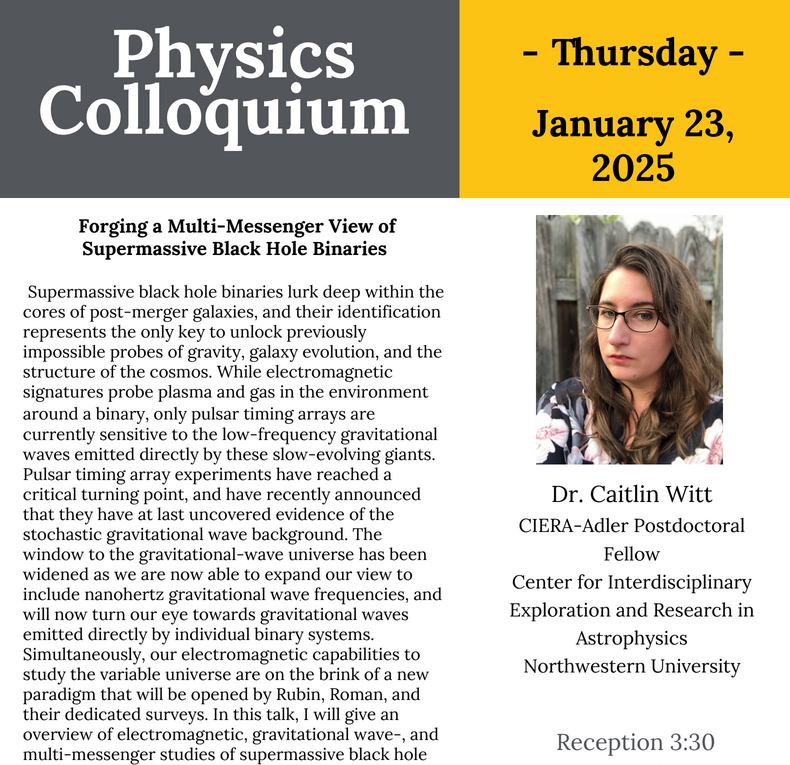 Physics
Colloquium
- Thursday -
January 23,
2025
Forging a Multi-Messenger View of
Supermassive Black Hole Binaries
Supermassive black hole binaries lurk deep within the
cores of post-merger galaxies, and their identification
represents the only key to unlock previously
impossible probes of gravity, galaxy evolution, and the
structure of the cosmos. While electromagnetic
signatures probe plasma and gas in the environment
around a binary, only pulsar timing arrays are
currently sensitive to the low-frequency gravitational
waves emitted directly by these slow-evolving giants.
Pulsar timing array experiments have reached a
critical turning point, and have recently announced
that they have at last uncovered evidence of the
stochastic gravitational wave background. The
window to the gravitational-wave universe has been
widened as we are now able to expand our view to
include nanohertz gravitational wave frequencies, and
will now turn our eye towards gravitational waves
emitted directly by individual binary systems.
Simultaneously, our electromagnetic capabilities to
study the variable universe are on the brink of a new
paradigm that will be opened by Rubin, Roman, and
their dedicated surveys. In this talk, I will give an
overview of electromagnetic, gravitational wave-, and
multi-messenger studies of supermassive black hole
Dr. Caitlin Witt
CIERA-Adler Postdoctoral
Fellow
Center for Interdisciplinary
Exploration and Research in
Astrophysics
Northwestern University
Reception 3:30